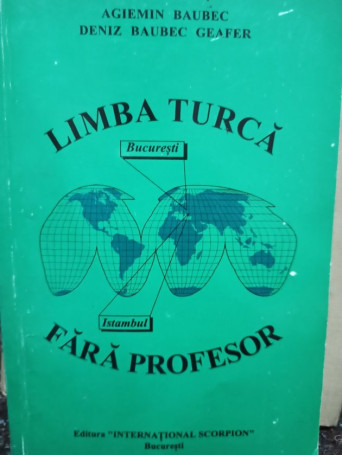 AGIEMIN BAUBEC
DENIZ BAUBEC GEAFER
LIMBA TURCĂ
București
Istambul
FĂRĂ PROFESOR
Editura "INTERNAȚIONAL SCORPION"
București